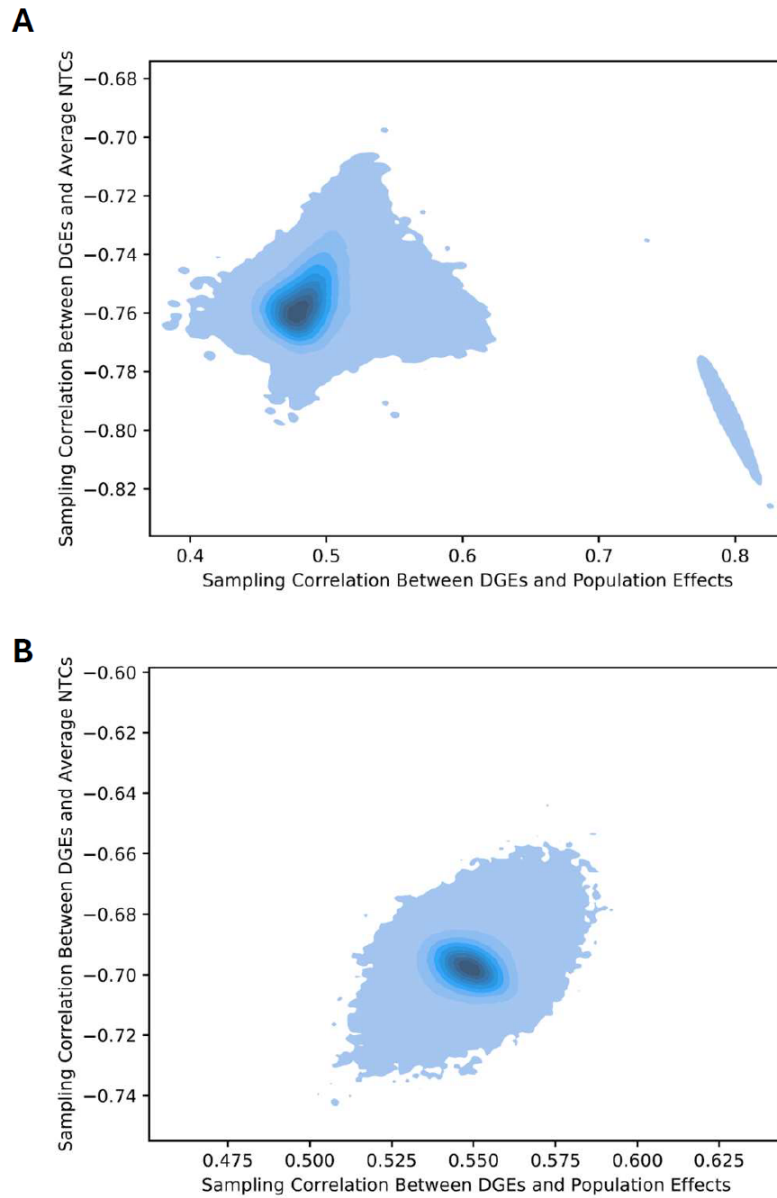 A
Sampling Correlation Between DGEs and Average NTCs
−0.68
−0.70
−0.72
−0.74
−0.76
−0.78
−0.80
−0.82
0.4 0.5 0.6 0.7 0.8
Sampling Correlation Between DGEs and Population Effects
B
Sampling Correlation Between DGEs and Average NTCs
−0.60
−0.62
−0.64
−0.66
−0.68
−0.70
−0.72
−0.74
0.475 0.500 0.525 0.550 0.575 0.600 0.625
Sampling Correlation Between DGEs and Population Effects